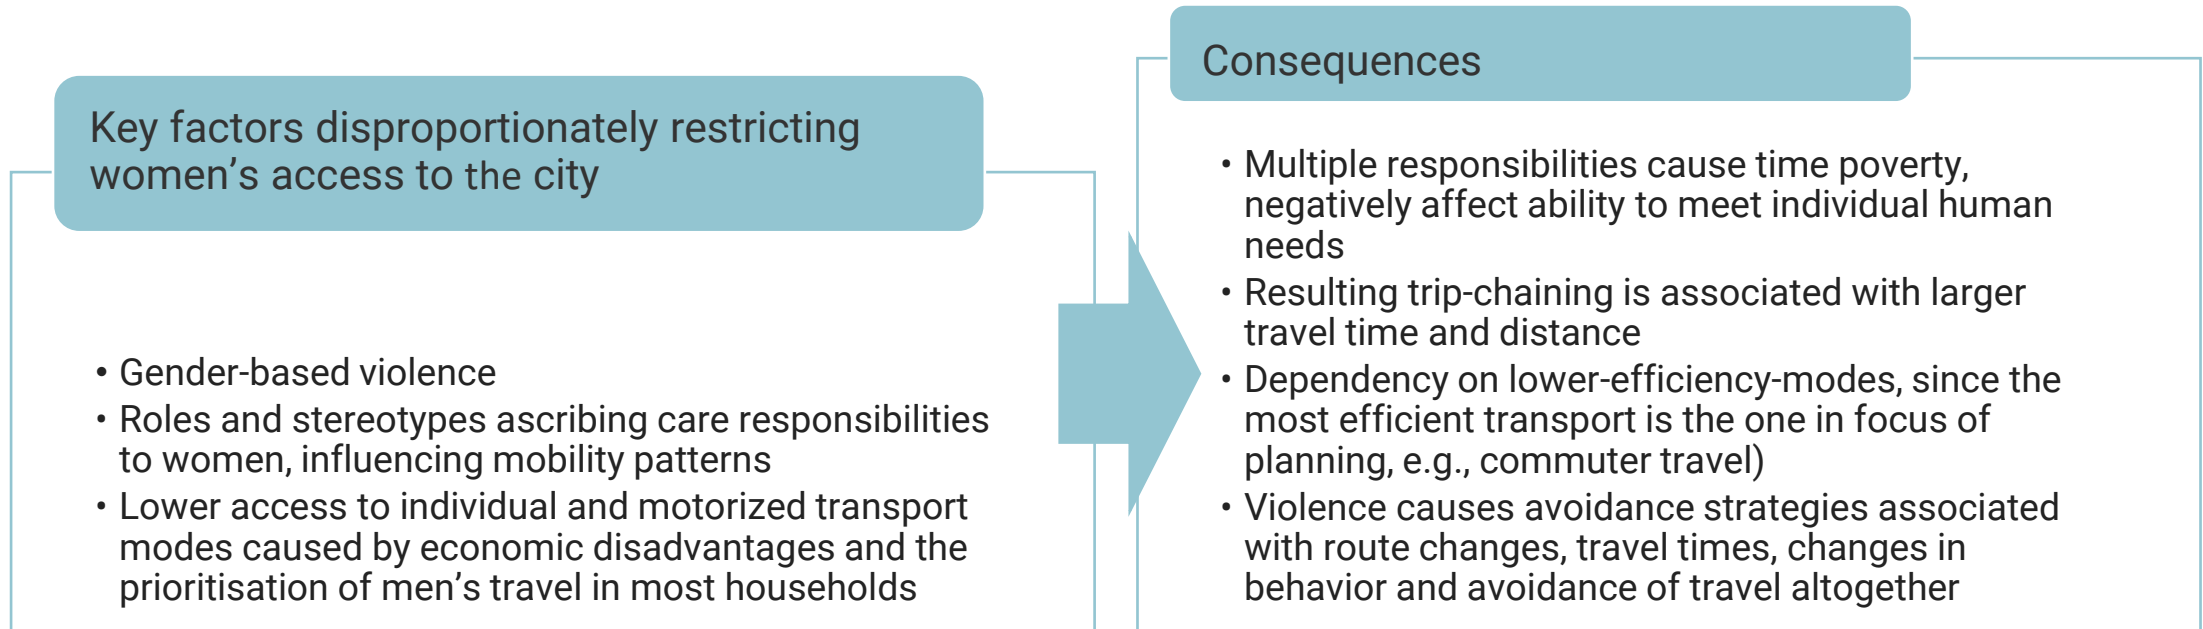 Key factors disproportionately restricting
women’s access to the city
• Gender-based violence
• Roles and stereotypes ascribing care responsibilities
to women, influencing mobility patterns
• Lower access to individual and motorized transport
modes caused by economic disadvantages and the
prioritisation of men’s travel in most households
Consequences
• Multiple responsibilities cause time poverty,
negatively affect ability to meet individual human
needs
• Resulting trip-chaining is associated with larger
travel time and distance
• Dependency on lower-efficiency-modes, since the
most efficient transport is the one in focus of
planning, e.g., commuter travel)
• Violence causes avoidance strategies associated
with route changes, travel times, changes in
behavior and avoidance of travel altogether